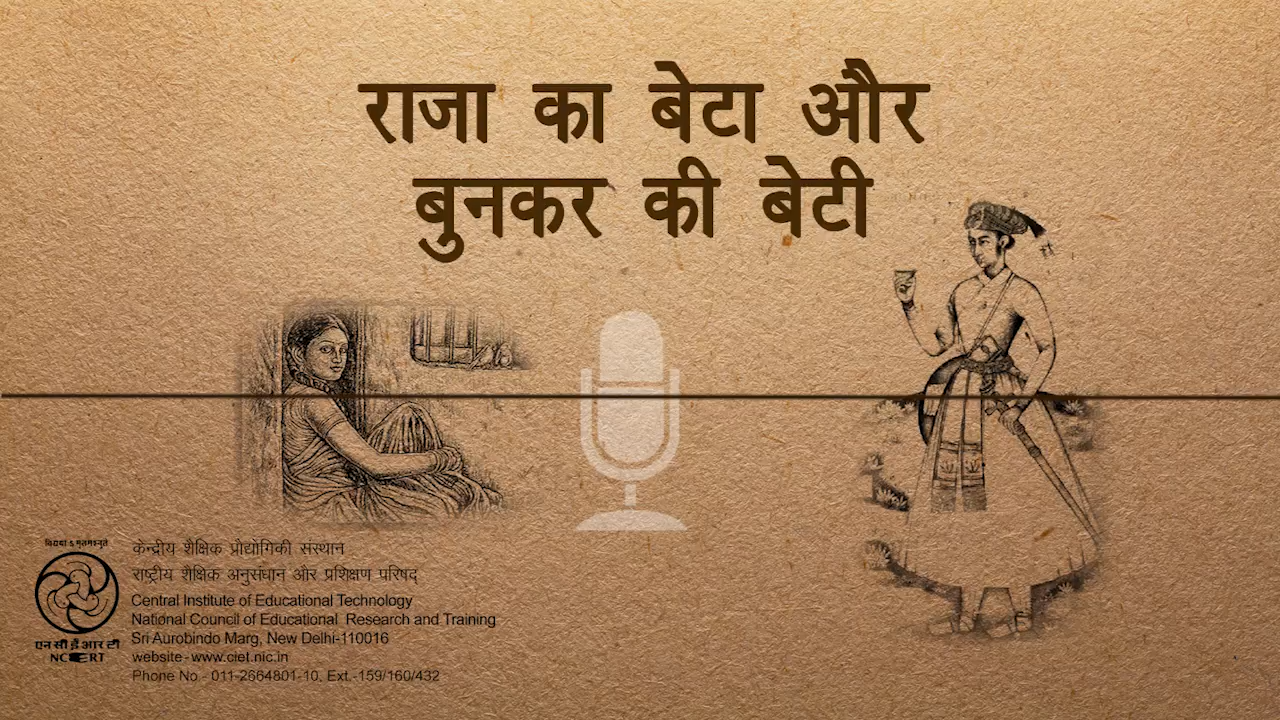 राजा का बेटा और
बुनकर की बेटी
विद्यया ऽ मृतमश्नुते
एन सी ई आर टी
NCERT
केन्द्रीय शैक्षिक प्रौद्योगिकी संस्थान
राष्ट्रीय शैक्षिक अनुसंधान और प्रशिक्षण परिषद्
Central Institute of Educational Technology
National Council of Educational Research and Training
Sri Aurobindo Marg, New Delhi-110016
website - www.ciet.nic.in
Phone No.- 011-2664801-10, Ext.-159/160/432